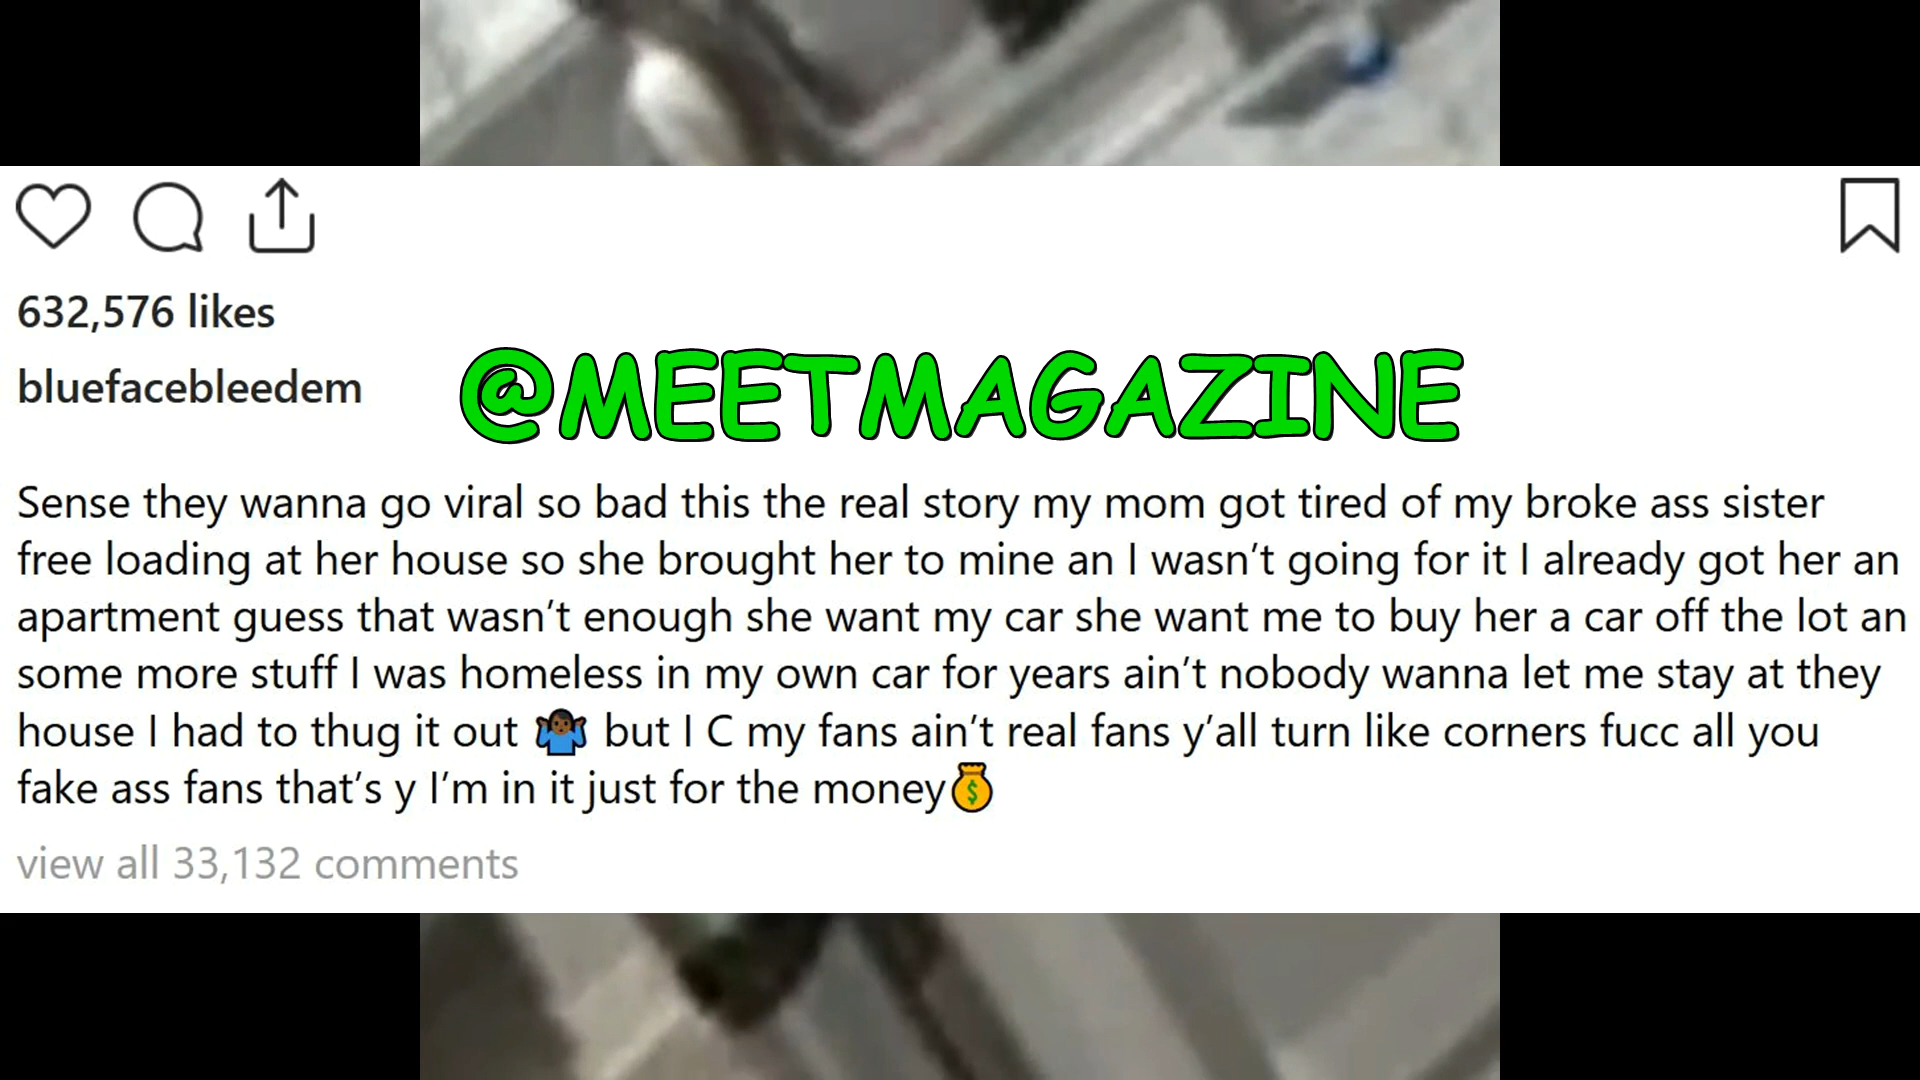 632,576 likes
bluefacebleedem
@MEETMAGAZINE
Sense they wanna go viral so bad this the real story my mom got tired of my broke ass sister
free loading at her house so she brought her to mine an I wasn’t going for it I already got her an
apartment guess that wasn’t enough she want my car she want me to buy her a car off the lot an
some more stuff I was homeless in my own car for years ain’t nobody wanna let me stay at they
house I had to thug it out 🤷🏾‍♂️ but I C my fans ain’t real fans y’all turn like corners fucc all you
fake ass fans that’s y I’m in it just for the money💰
view all 33,132 comments